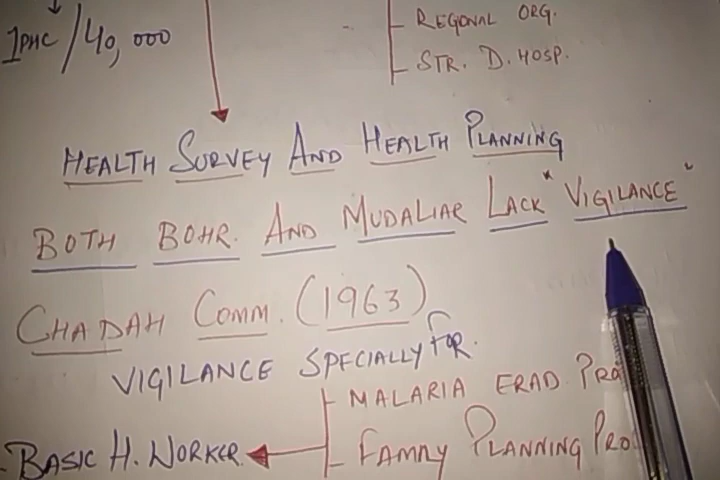 1PHC / 40,000
REGONAL ORG.
STR. D. HOSP.
HEALTH SURVEY AND HEALTH PLANNING
BOTH BOHR. AND MUDALIAR LACK "VIGILANCE"
CHADAH COMM. (1963)
VIGILANCE SPECIALLY FOR.
MALARIA ERAD. PRO
BASIC H. WORKER
FAMILY PLANNING PRO